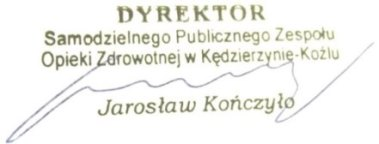 DYREKTOR
Samodzielnego Publicznego Zespołu
Opieki Zdrowotnej w Kędzierzynie-Koźlu
Jarosław Kończyło